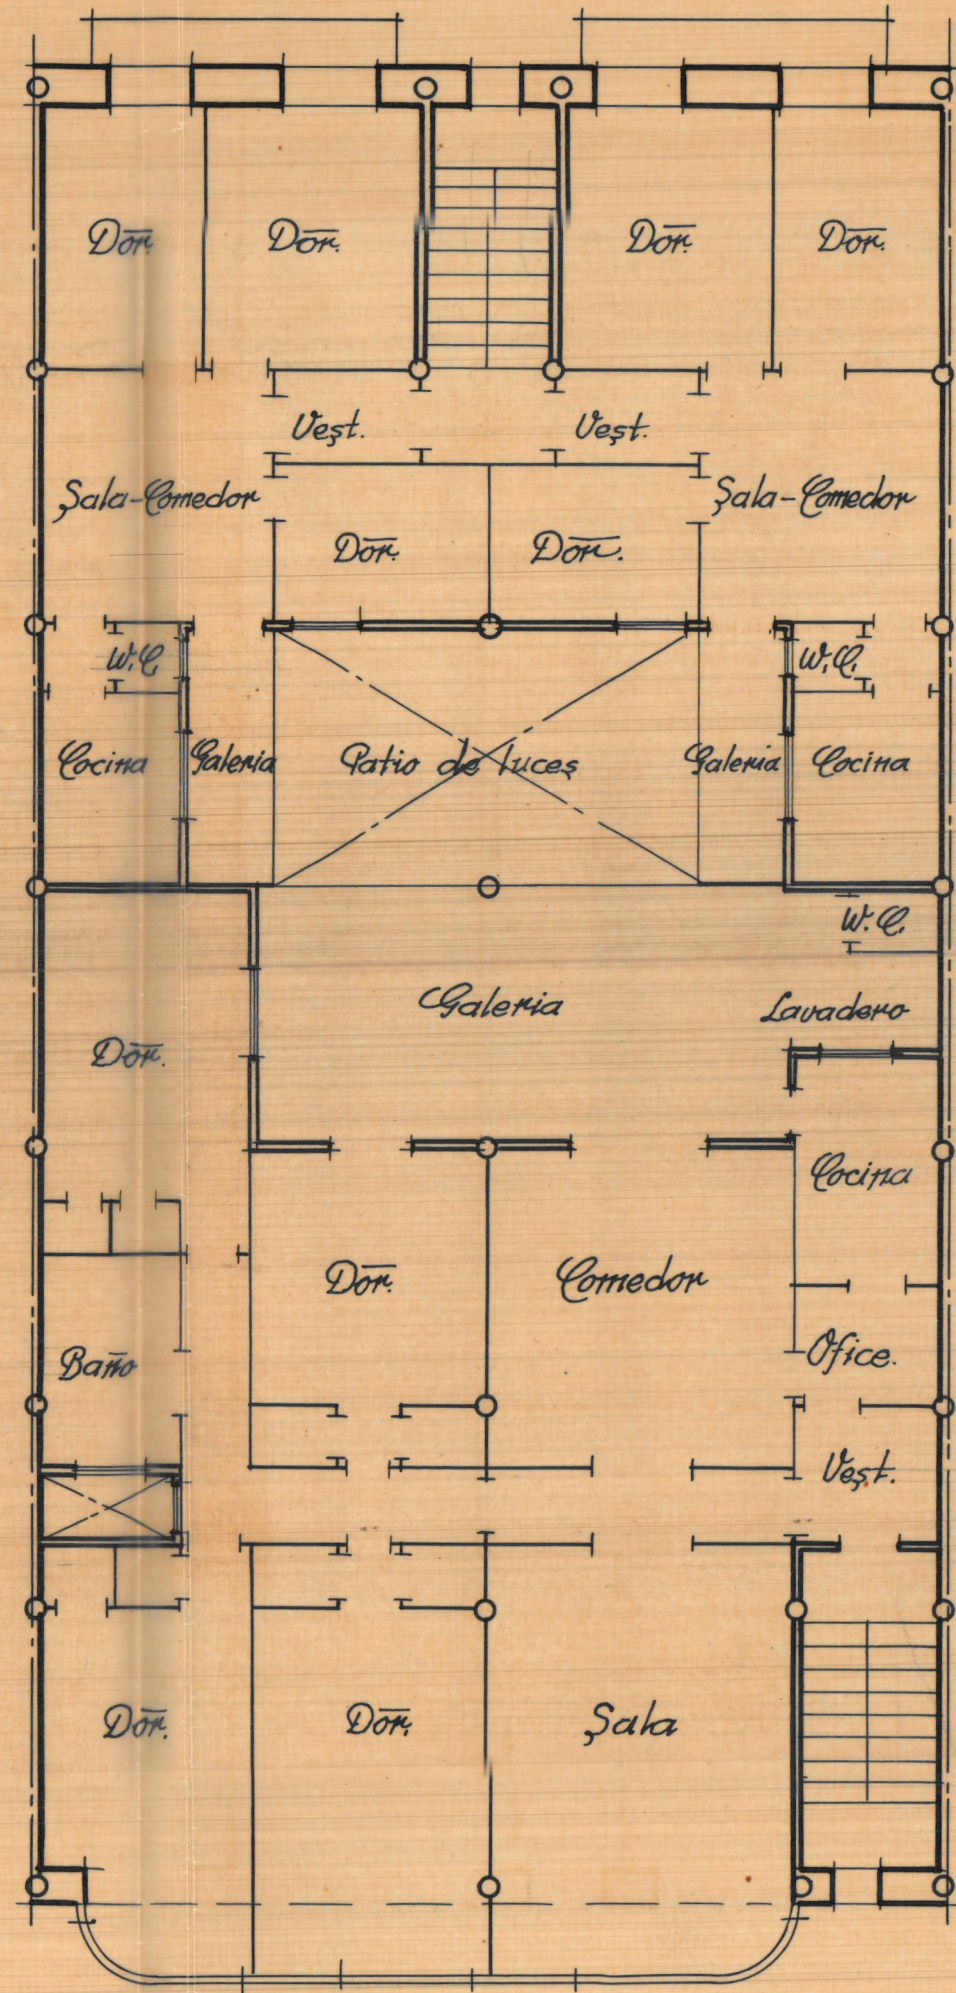 Dor.
Dor.
Dor.
Dor.
Vest.
Vest.
Sala-Comedor
Sala-Comedor
Dor.
Dor.
W.C.
W.C.
Cocina
Galeria
Patio de luces
Galeria
Cocina
W.C.
Galeria
Lavadero
Dor.
Cocina
Dor.
Comedor
Baño
Ofice.
Vest.
Dor.
Dor.
Sala